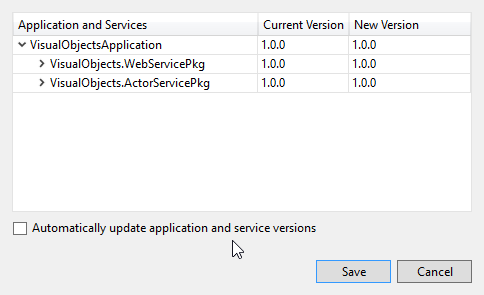 Application and Services Current Version New Version
VisualObjectsApplication 1.0.0 1.0.0
VisualObjects.WebServicePkg 1.0.0 1.0.0
VisualObjects.ActorServicePkg 1.0.0 1.0.0
Automatically update application and service versions
Save Cancel